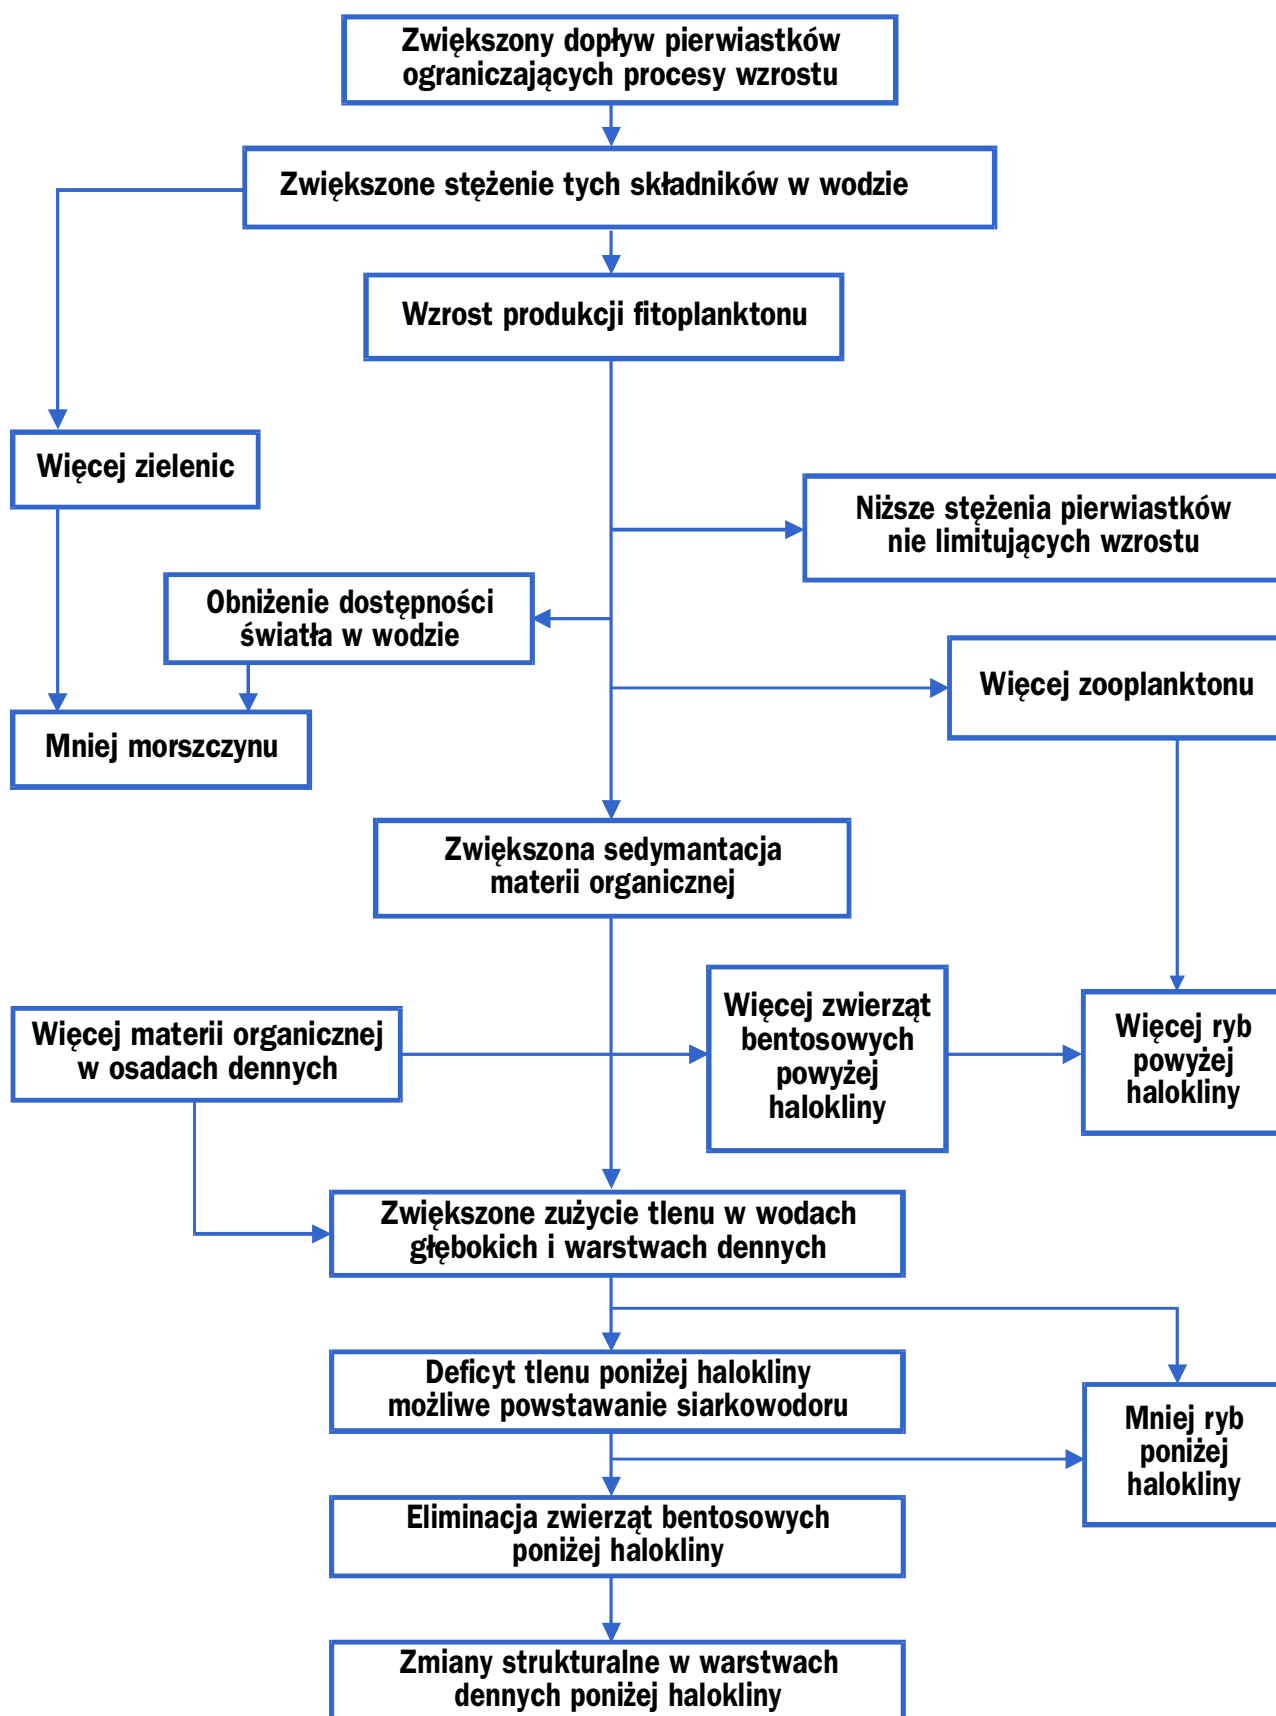 Zwiększony dopływ pierwiastków
ograniczających procesy wzrostu
Zwiększone stężenie tych składników w wodzie
Wzrost produkcji fitoplanktonu
Więcej zielenic
Niższe stężenia pierwiastków
nie limitujących wzrostu
Obniżenie dostępności
światła w wodzie
Więcej zooplanktonu
Mniej morszczynu
Zwiększona sedymantacja
materii organicznej
Więcej materii organicznej
w osadach dennych
Więcej zwierząt
bentosowych
powyżej
halokliny
Więcej ryb
powyżej
halokliny
Zwiększone zużycie tlenu w wodach
głębokich i warstwach dennych
Deficyt tlenu poniżej halokliny
możliwe powstawanie siarkowodoru
Mniej ryb
poniżej
halokliny
Eliminacja zwierząt bentosowych
poniżej halokliny
Zmiany strukturalne w warstwach
dennych poniżej halokliny